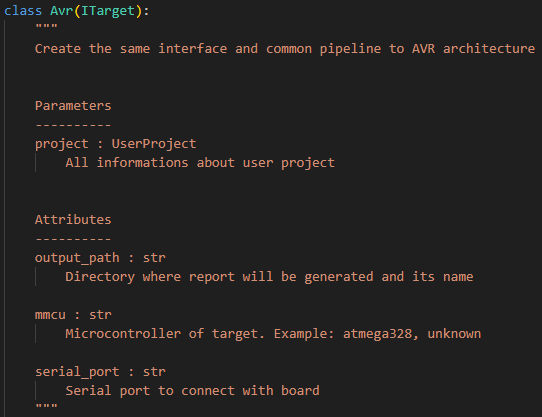 class Avr(ITarget):
"""
Create the same interface and common pipeline to AVR architecture
Parameters
----------
project : UserProject
All informations about user project
Attributes
----------
output_path : str
Directory where report will be generated and its name
mmcu : str
Microcontroller of target. Example: atmega328, unknown
serial_port : str
Serial port to connect with board
"""